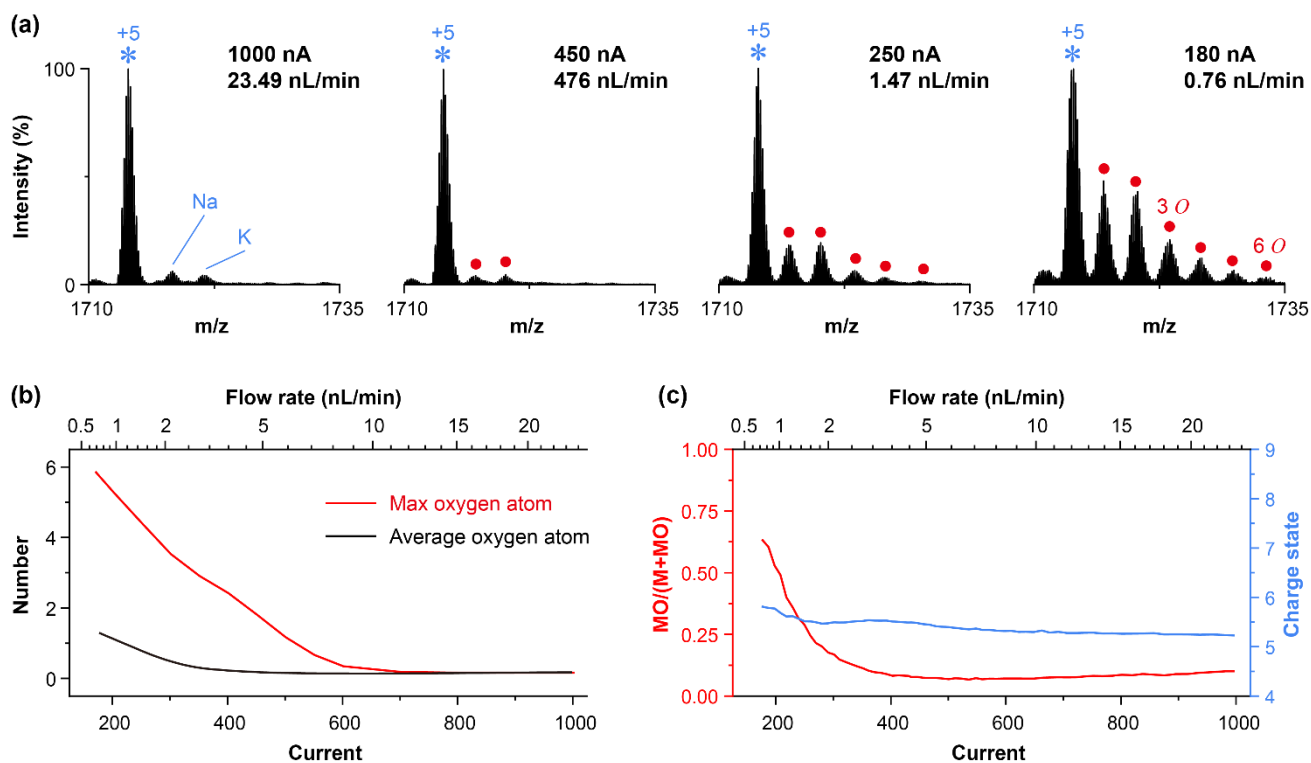 (a)
+5
*
1000 nA
23.49 nL/min
+5
*
450 nA
476 nL/min
+5
*
250 nA
1.47 nL/min
+5
*
180 nA
0.76 nL/min
Intensity (%)
100
0
Na
K
3 O
6 O
1710
1735
m/z
1710
1735
m/z
1710
1735
m/z
1710
1735
m/z
(b)
Flow rate (nL/min)
0.5 1 2 5 10 15 20
Number
6
4
2
0
Max oxygen atom
Average oxygen atom
200 400 600 800 1000
Current
(c)
Flow rate (nL/min)
0.5 1 2 5 10 15 20
MO/(M+MO)
1.00
0.75
0.50
0.25
0.00
9
8
7
6
5
4
Charge state
200 400 600 800 1000
Current